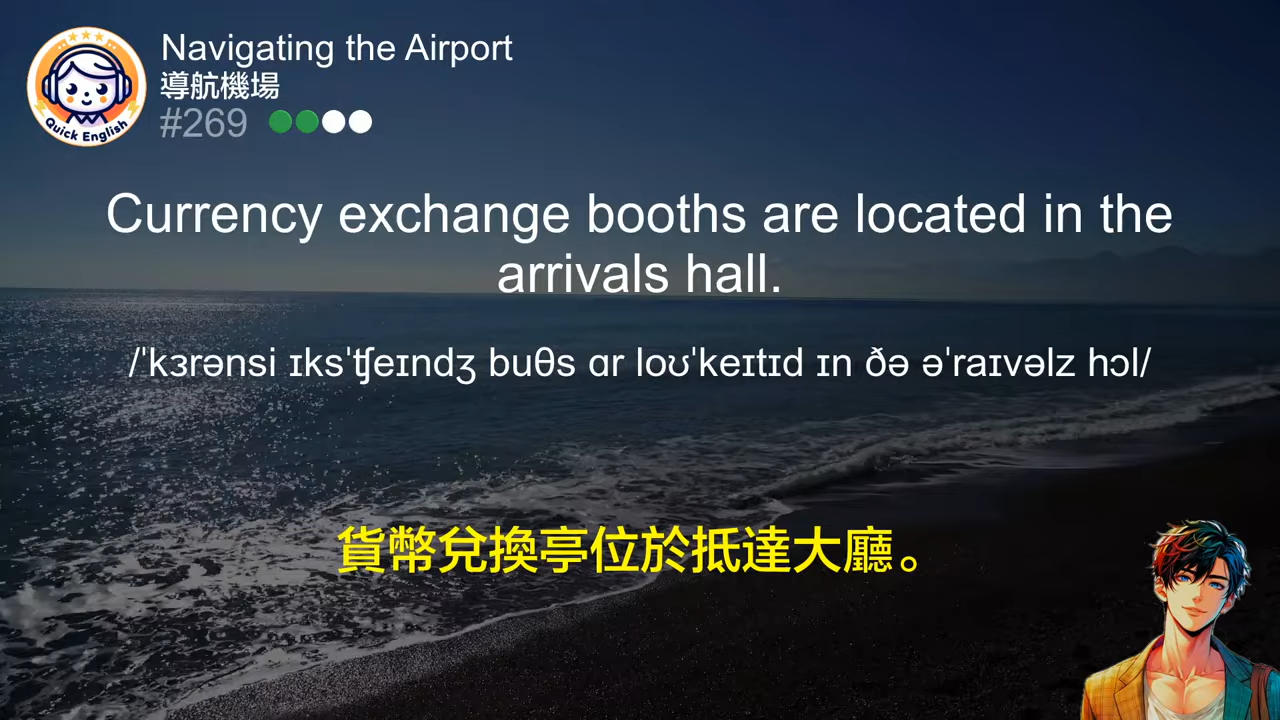 Navigating the Airport
導航機場
#269
Quick English
Currency exchange booths are located in the
arrivals hall.
/ˈkɜrənsi ɪksˈʧeɪndʒ buθs ɑr loʊˈkeɪtɪd ɪn ðə əˈraɪvəlz hɔl/
貨幣兌換亭位於抵達大廳。